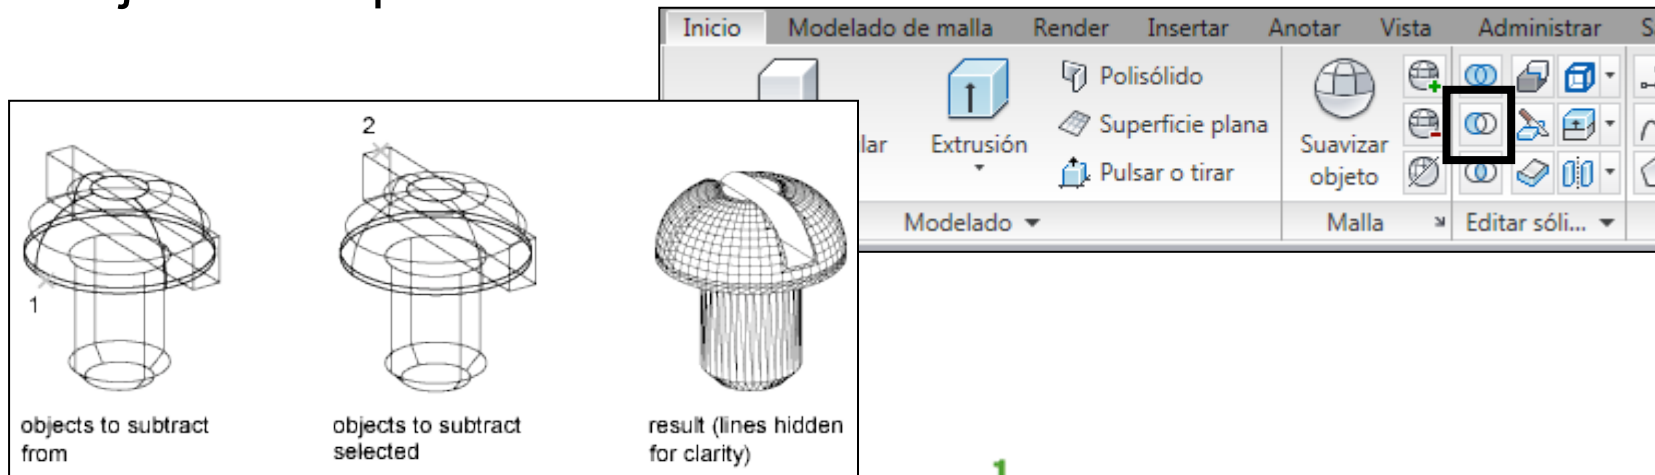 Inicio Modelado de malla Render Insertar Anotar Vista Administrar
Polisólido
Superficie plana
Pulsar o tirar
lar
Extrusión
Suavizar
objeto
Modelado
Malla
Editar sóli...
2
1
objects to subtract
from
objects to subtract
selected
result (lines hidden
for clarity)
1